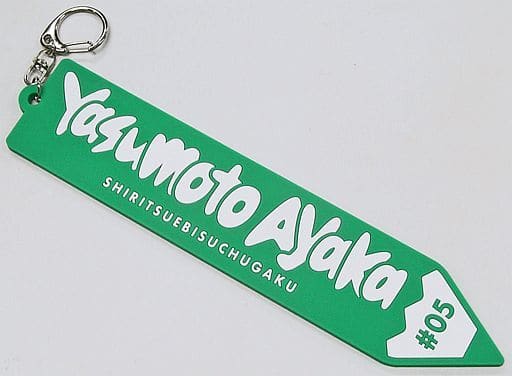 Yasumoto Ayaka
SHIRITSUEBISUCHUGAKU
#05